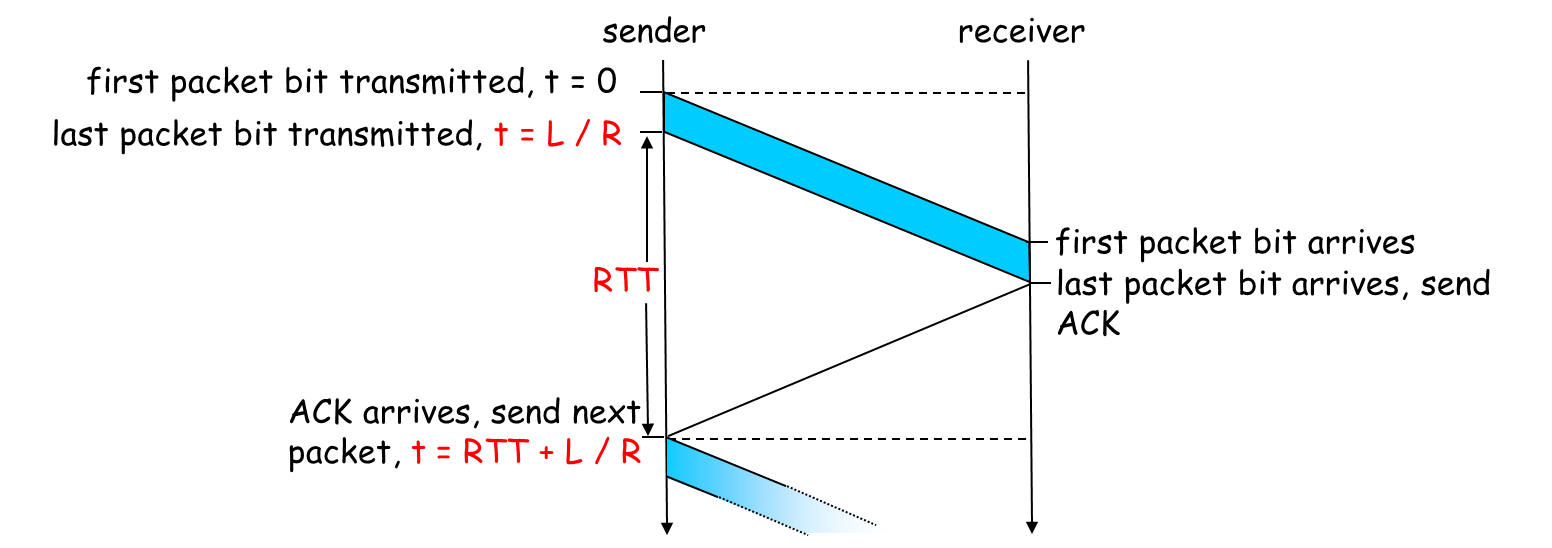 sender
receiver
first packet bit transmitted, t = 0
last packet bit transmitted, t = L / R
first packet bit arrives
RTT
last packet bit arrives, send
ACK
ACK arrives, send next
packet, t = RTT + L / R